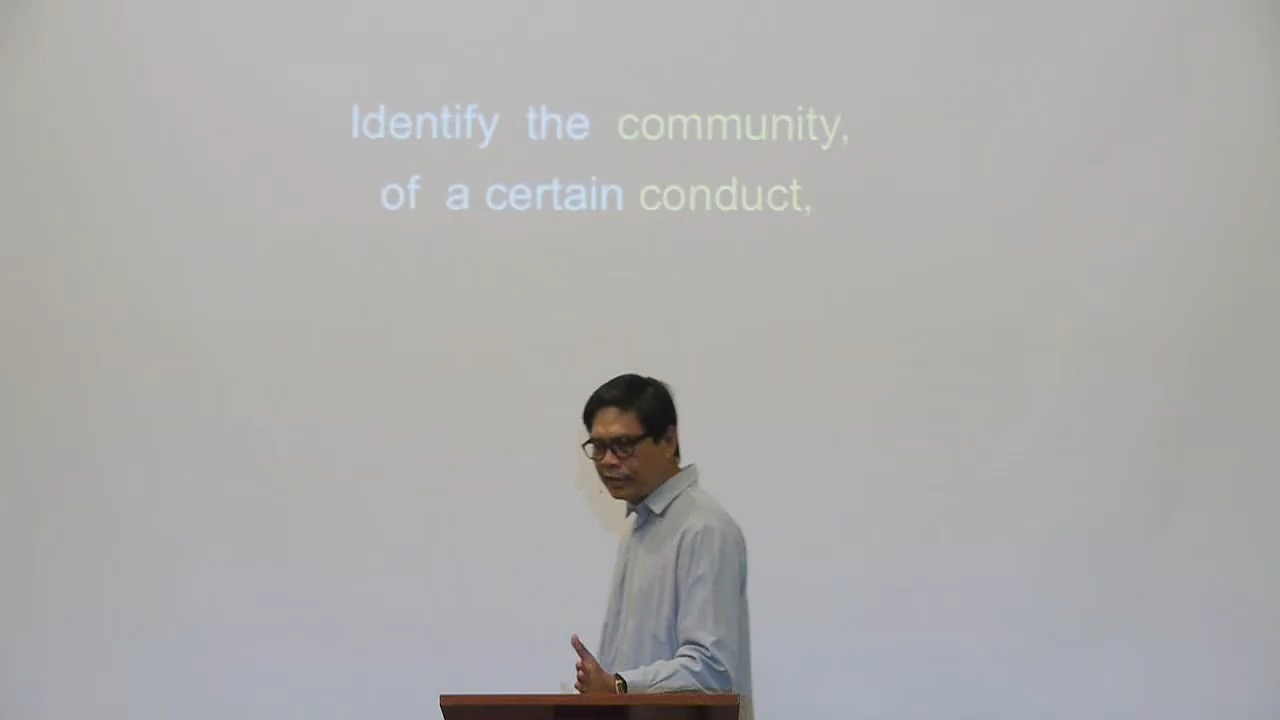 Identify the community,
of a certain conduct,